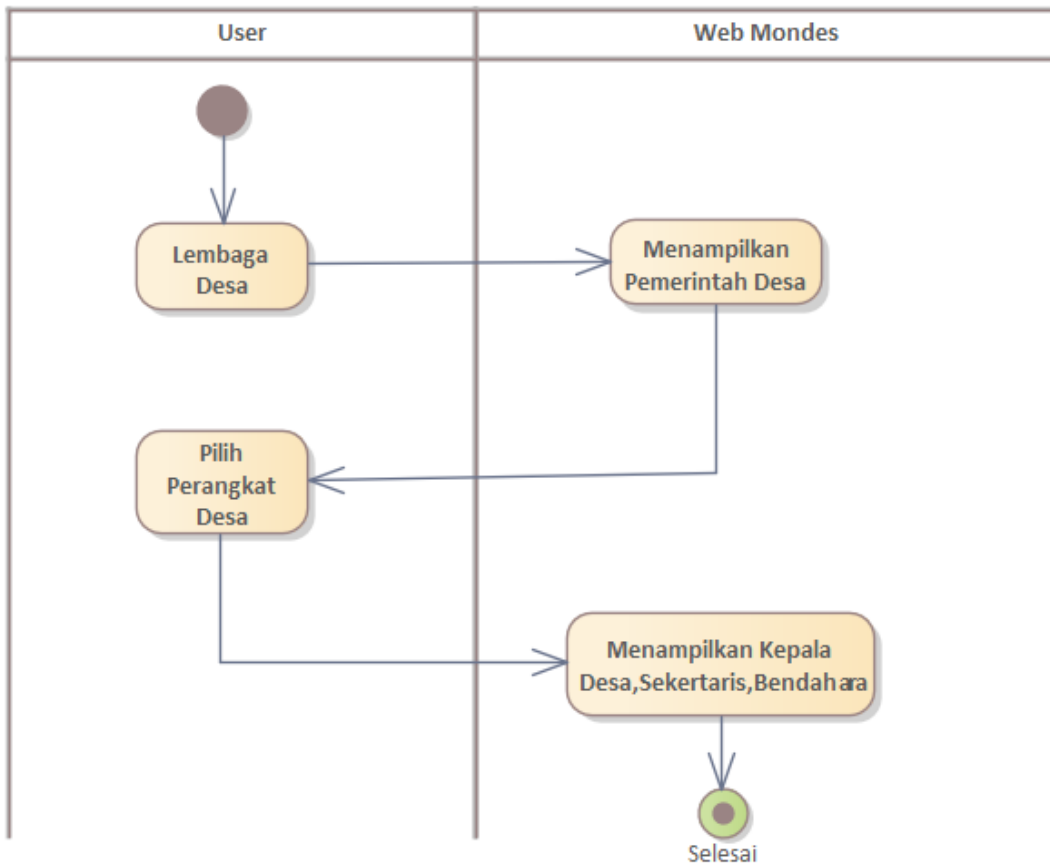 User
Web Mondes
Lembaga
Desa
Menampilkan
Pemerintah Desa
Pilih
Perangkat
Desa
Menampilkan Kepala
Desa,Sekertaris,Bendahara
Selesai